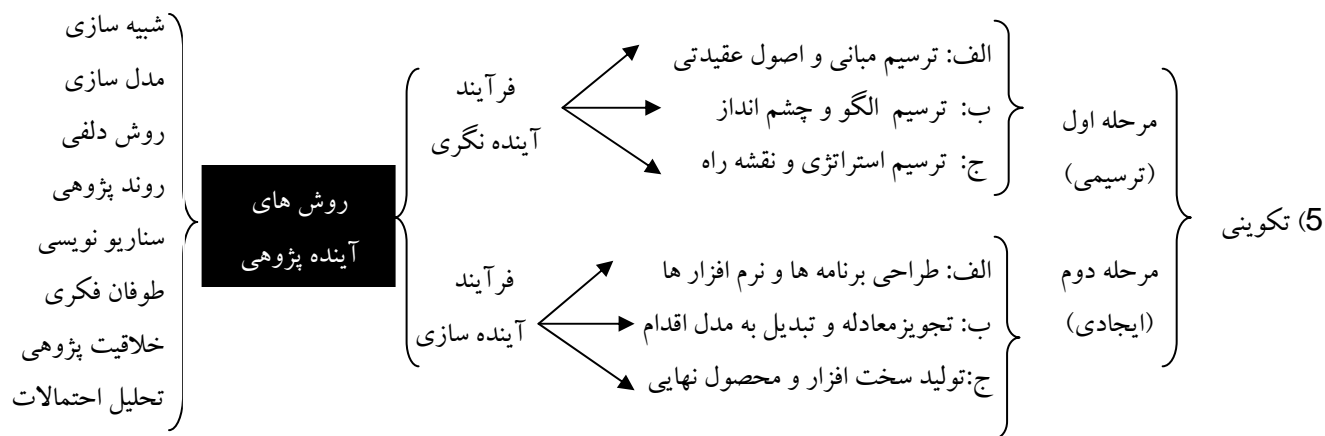 5) تکوینی
مرحله اول
(ترسیمی)
الف: ترسیم مبانی و اصول عقیدتی
ب: ترسیم الگو و چشم انداز
ج: ترسیم استراتژی و نقشه راه
فرآیند
آینده نگری
مرحله دوم
(ایجادی)
الف: طراحی برنامه ها و نرم افزار ها
ب: تجویزمعادله و تبدیل به مدل اقدام
ج:تولید سخت افزار و محصول نهایی
فرآیند
آینده سازی
روش های
آینده پژوهی
شبیه سازی
مدل سازی
روش دلفی
روند پژوهی
سناریو نویسی
طوفان فکری
خلاقیت پژوهی
تحلیل احتمالات